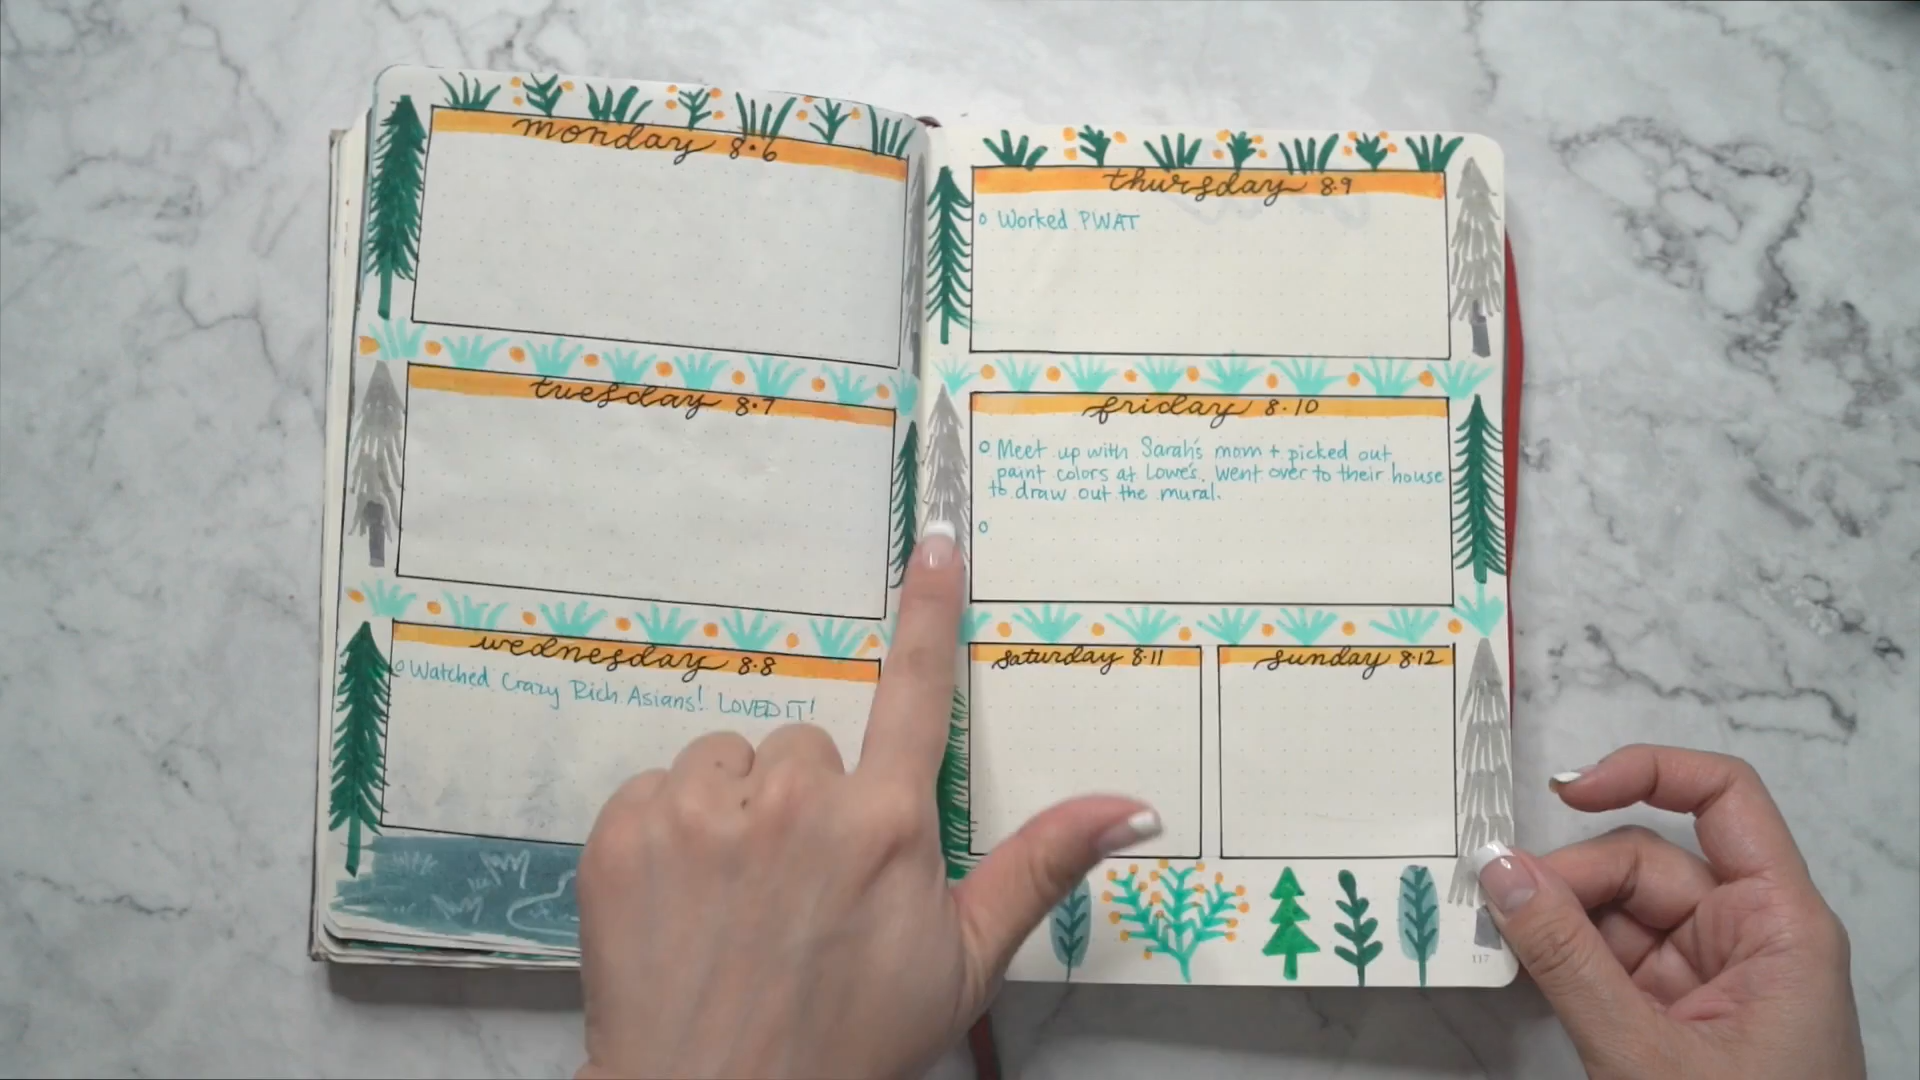 monday 8.6
tuesday 8.7
wednesday 8.8
Watched Crazy Rich Asians! LOVED IT!
thursday 8.9
Worked PWAT
friday 8.10
Meet up with Sarah's mom + picked out
paint colors at Lowe's. Went over to their house
to draw out the mural.
saturday 8.11
sunday 8.12
117